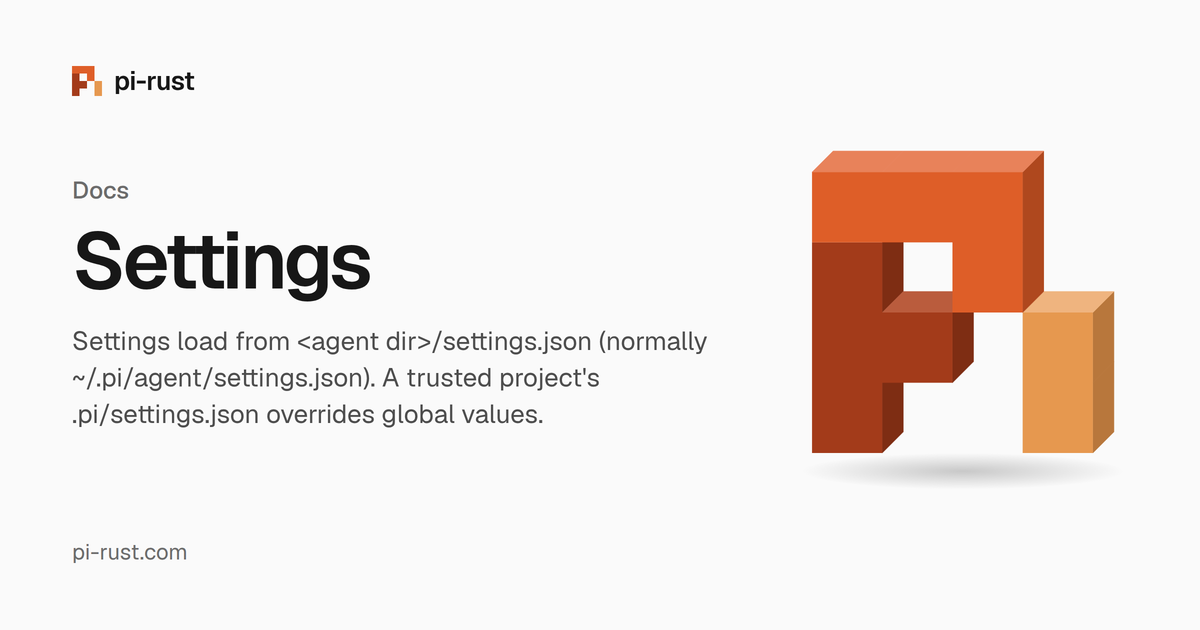 pi-rust
Docs
Settings
Settings load from <agent dir>/settings.json (normally
~/.pi/agent/settings.json). A trusted project's
.pi/settings.json overrides global values.
pi-rust.com